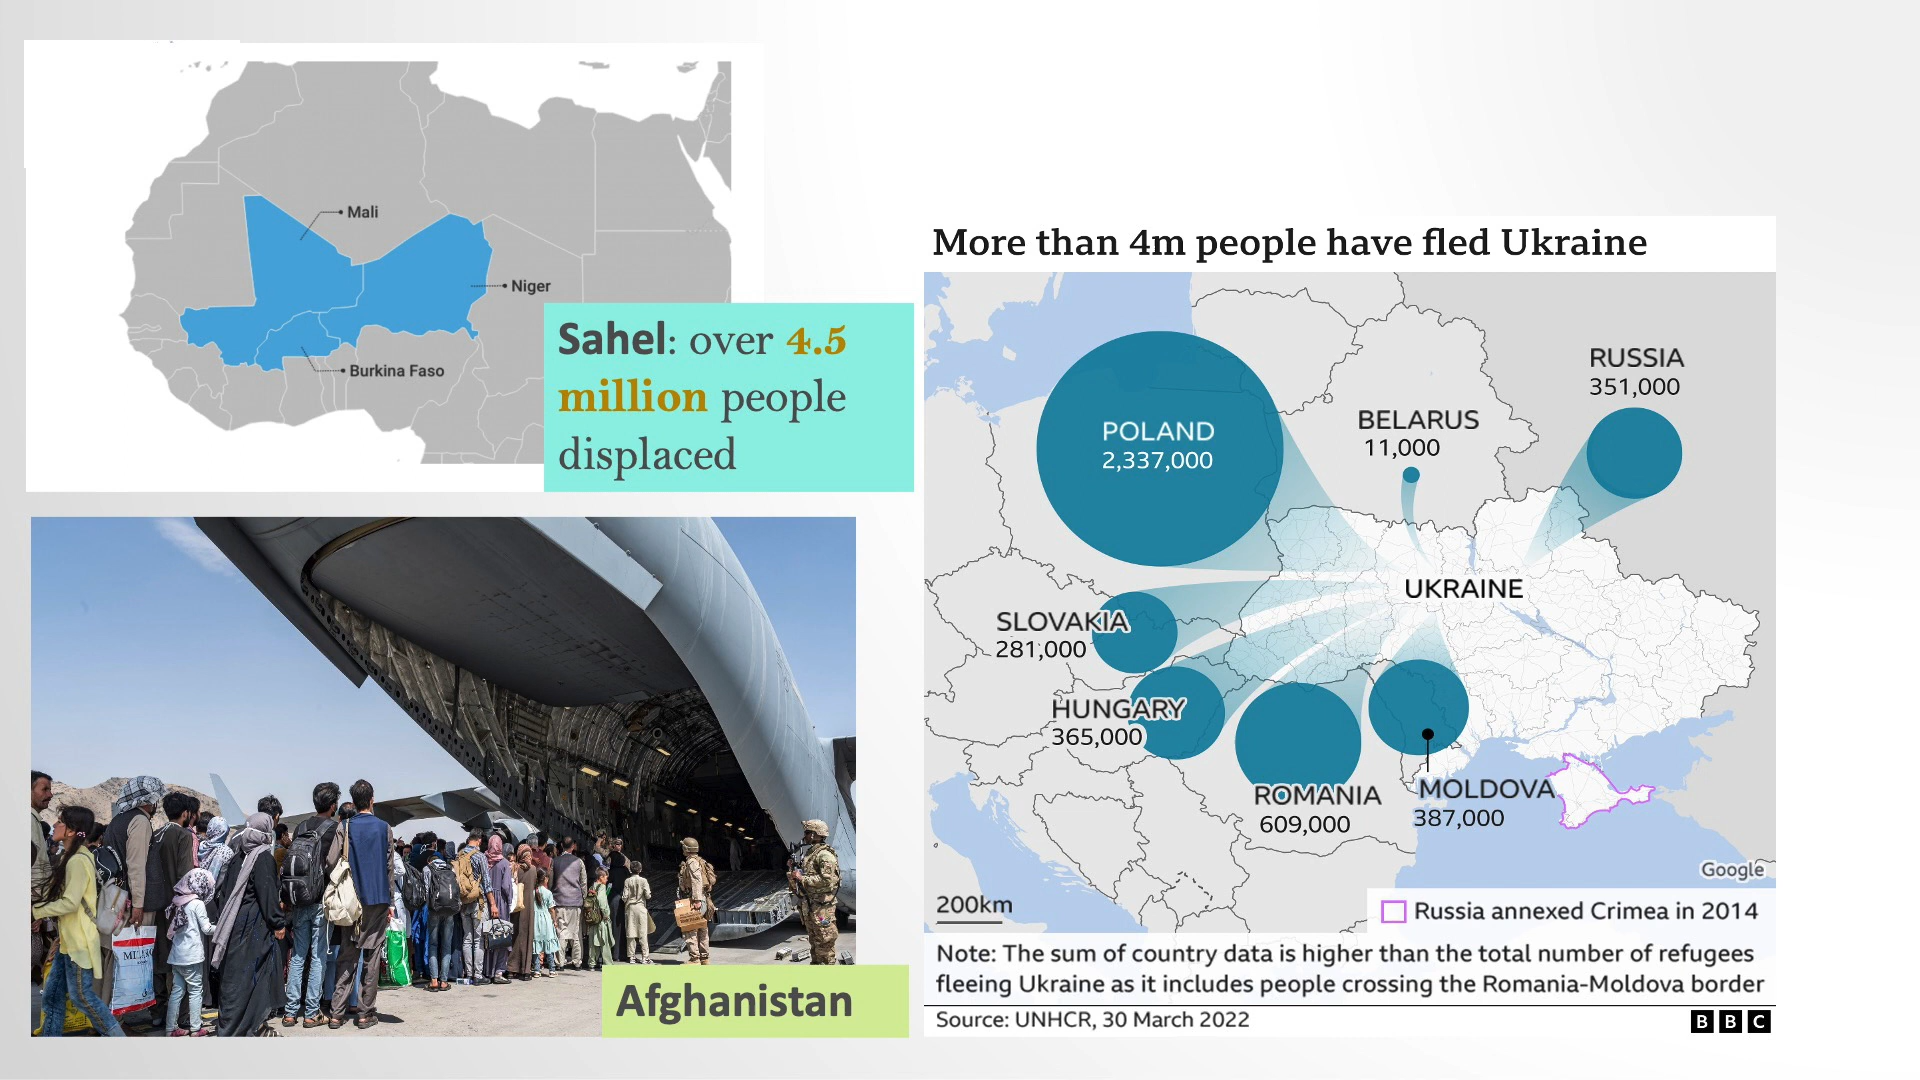 Mali
Niger
Burkina Faso
Sahel: over 4.5
million people
displaced
Afghanistan
More than 4m people have fled Ukraine
POLAND
2,337,000
BELARUS
11,000
RUSSIA
351,000
UKRAINE
SLOVAKIA
281,000
HUNGARY
365,000
ROMANIA
609,000
MOLDOVA
387,000
Google
200km
Russia annexed Crimea in 2014
Note: The sum of country data is higher than the total number of refugees
fleeing Ukraine as it includes people crossing the Romania-Moldova border
Source: UNHCR, 30 March 2022
BBC